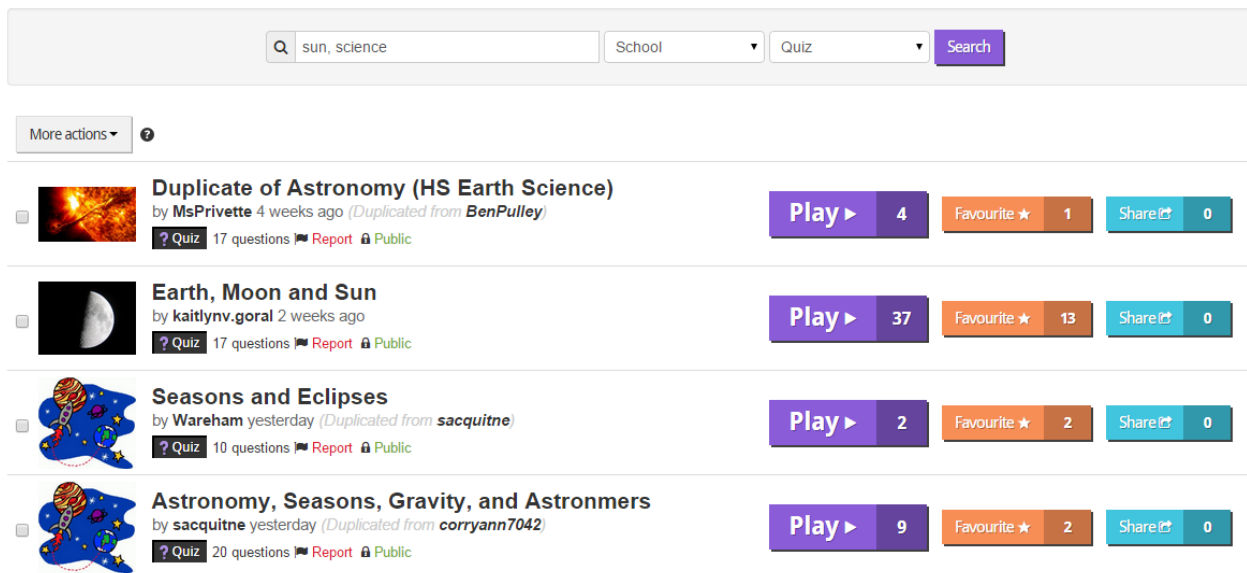 sun, science School Quiz Search
More actions
Duplicate of Astronomy (HS Earth Science)
by MsPrivette 4 weeks ago (Duplicated from BenPulley)
? Quiz 17 questions Report Public
Play 4 Favourite 1 Share 0
Earth, Moon and Sun
by kaitlynv.goral 2 weeks ago
? Quiz 17 questions Report Public
Play 37 Favourite 13 Share 0
Seasons and Eclipses
by Wareham yesterday (Duplicated from sacquitne)
? Quiz 10 questions Report Public
Play 2 Favourite 2 Share 0
Astronomy, Seasons, Gravity, and Astronmers
by sacquitne yesterday (Duplicated from corryann7042)
? Quiz 20 questions Report Public
Play 9 Favourite 2 Share 0